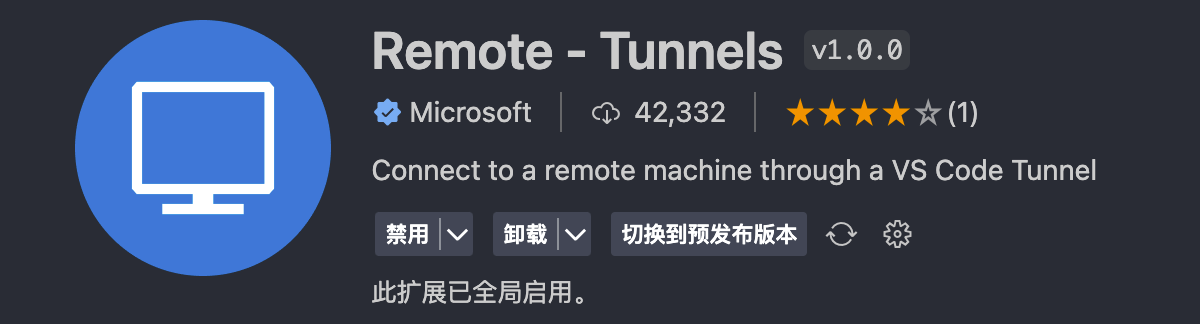 Remote - Tunnels v1.0.0
Microsoft 42,332 (1)
Connect to a remote machine through a VS Code Tunnel
禁用 卸载 切换到预发布版本
此扩展已全局启用。